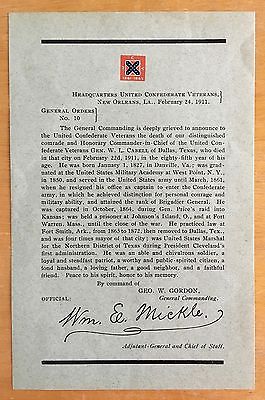 1861-1865
HEADQUARTERS UNITED CONFEDERATE VETERANS,
NEW ORLEANS, LA., February 24, 1911.
GENERAL ORDERS
No. 10
The General Commanding is deeply grieved to announce to
the United Confederate Veterans the death of our distinguished
comrade and Honorary Commander-in-Chief of the United Con-
federate Veterans GEN. W. L. CABELL of Dallas, Texas, who died
in that city on February 22d, 1911, in the eighty-fifth year of his
age. He was born January 1, 1827, in Danville, Va.; was grad-
uated at the United States Military Academy at West Point, N. Y.,
in 1850, and served in the United States army until March, 1861,
when he resigned his office as captain to enter the Confederate
army, in which he achieved distinction for personal courage and
military ability, and attained the rank of Brigadier General. He
was captured in October, 1864, during Gen. Price's raid into
Kansas; was held a prisoner at Johnson's Island, O., and at Fort
Warren, Mass., until the close of the war. He practiced law at
Fort Smith, Ark., from 1865 to 1872, then removed to Dallas, Tex.,
and was four times mayor of that city; was United States Marshal
for the Northern District of Texas during President Cleveland's
first administration. He was an able and chivalrous soldier, a
loyal and steadfast patriot, a worthy and public spirited citizen, a
fond husband, a loving father, a good neighbor, and a faithful
friend. Peace to his spirit, honor to his memory.
By command of
GEO. W. GORDON,
OFFICIAL: General Commanding.
Wm. E. Mickle.
Adjutant-General and Chief of Staff.